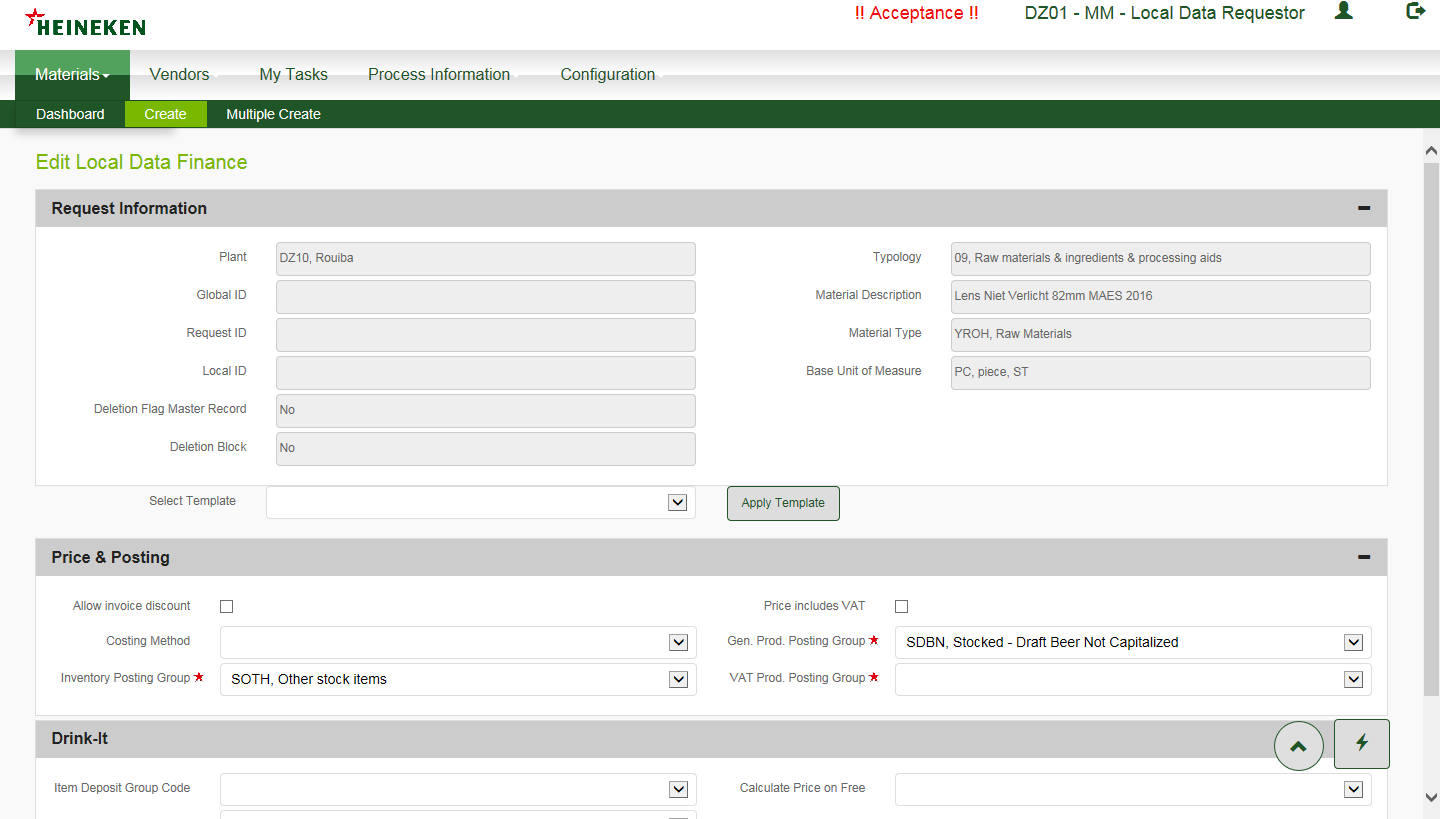 HEINEKEN
!! Acceptance !!
DZ01 - MM - Local Data Requestor
Materials
Vendors
My Tasks
Process Information
Configuration
Dashboard
Create
Multiple Create
Edit Local Data Finance
Request Information
Plant
DZ10, Rouiba
Typology
09, Raw materials & ingredients & processing aids
Global ID
Material Description
Lens Niet Verlicht 82mm MAES 2016
Request ID
Material Type
YROH, Raw Materials
Local ID
Base Unit of Measure
PC, piece, ST
Deletion Flag Master Record
No
Deletion Block
No
Select Template
Apply Template
Price & Posting
Allow invoice discount
Price includes VAT
Costing Method
Gen. Prod. Posting Group
SDBN, Stocked - Draft Beer Not Capitalized
Inventory Posting Group
SOTH, Other stock items
VAT Prod. Posting Group
Drink-It
Item Deposit Group Code
Calculate Price on Free